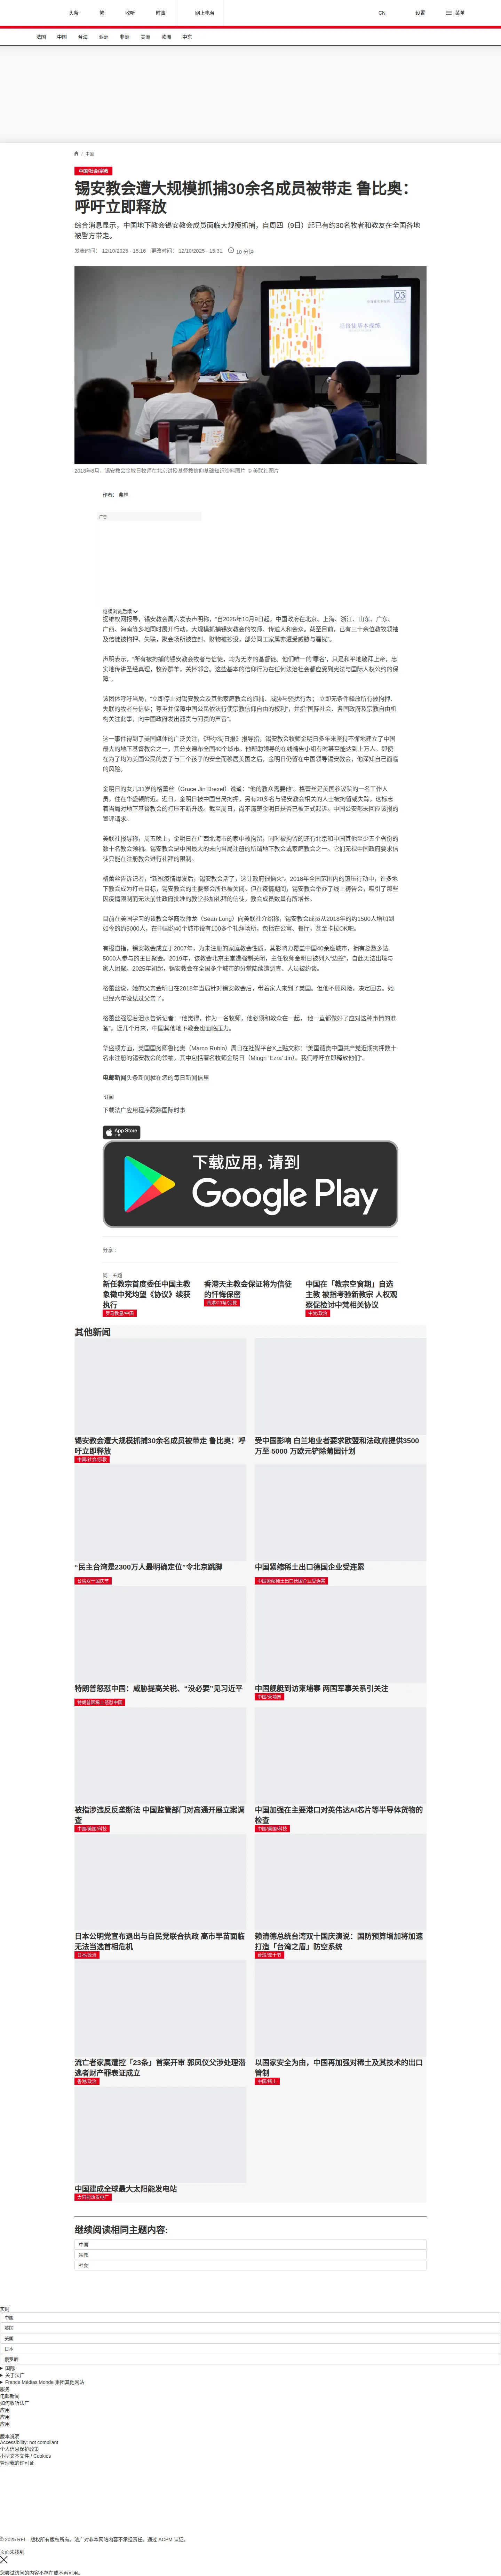 头条
繁
收听
时事
网上电台
CN
设置
菜单
法国
中国
台海
亚洲
非洲
美洲
欧洲
中东
/ 中国
中国/社会/宗教
锡安教会遭大规模抓捕30余名成员被带走 鲁比奥：
呼吁立即释放
综合消息显示，中国地下教会锡安教会成员面临大规模抓捕，自周四（9日）起已有约30名牧者和教友在全国各地
被警方带走。
发表时间： 12/10/2025 - 15:16 更改时间： 12/10/2025 - 15:31 10 分钟
03
2018年8月，锡安教会金敏日牧师在北京讲授基督教信仰基础知识资料图片 © 美联社图片
作者： 弗林
广告
继续浏览后续
据维权网报导，锡安教会周六发表声明称，“自2025年10月9日起，中国政府在北京、上海、浙江、山东、广东、
广西、海南等多地同时展开行动，大规模抓捕锡安教会的牧师、传道人和会众，截至目前，已有三十余位教牧领袖
及信徒被拘押、失联，聚会场所被查封、财物被抄没，部分同工家属亦遭受威胁与骚扰”。
声明表示，“所有被拘捕的锡安教会牧者与信徒，均为无辜的基督徒。他们唯一的‘罪名’，只是和平地敬拜上帝，忠
实地传讲圣经真理，牧养群羊，关怀邻舍。这些基本的信仰行为在任何法治社会都应受到宪法与国际人权公约的保
障”。
该团体呼吁当局，“立即停止对锡安教会及其他家庭教会的抓捕、威胁与骚扰行为； 立即无条件释放所有被拘押、
失联的牧者与信徒；尊重并保障中国公民依法行使宗教信仰自由的权利”，并指“国际社会、各国政府及宗教自由机
构关注此事，向中国政府发出谴责与问责的声音”。
这一事件得到了美国媒体的广泛关注，《华尔街日报》报导指，锡安教会牧师金明日多年来坚持不懈地建立了中国
最大的地下基督教会之一，其分支遍布全国40个城市。他帮助领导的在线祷告小组有时甚至能达到上万人。即使
在为了均为美国公民的妻子与三个孩子的安全而移居美国之后，金明日仍留在中国领导锡安教会，他深知自己面临
的风险。
金明日的女儿31岁的格蕾丝（Grace Jin Drexel）说道：“他的教众需要他”。格蕾丝是美国参议院的一名工作人
员，住在华盛顿附近。近日，金明日被中国当局拘押，另有20多名与锡安教会相关的人士被拘留或失踪，这标志
着当局对地下基督教会的打压不断升级。截至周日，尚不清楚金明日是否已被正式起诉。中国公安部未回应该报的
置评请求。
美联社报导称，周五晚上，金明日在广西北海市的家中被拘留，同时被拘留的还有北京和中国其他至少五个省份的
数十名教会领袖。锡安教会是中国最大的未向当局注册的所谓地下教会或家庭教会之一。它们无视中国政府要求信
徒只能在注册教会进行礼拜的限制。
格蕾丝告诉记者，“新冠疫情爆发后，锡安教会活了，这让政府很恼火”。2018年全国范围内的镇压行动中，许多地
下教会成为打击目标，锡安教会的主要聚会所也被关闭。但在疫情期间，锡安教会举办了线上祷告会，吸引了那些
因疫情限制而无法前往政府批准的教堂参加礼拜的信徒，教会成员数量有所增长。
目前在美国学习的该教会华裔牧师龙（Sean Long）向美联社介绍称，锡安教会成员从2018年的约1500人增加到
如今的约5000人，在中国约40个城市设有100多个礼拜场所，包括在公寓、餐厅，甚至卡拉OK吧。
有报道指，锡安教会成立于2007年，为未注册的家庭教会性质。其影响力覆盖中国40余座城市，拥有总数多达
5000人参与的主日聚会。2019年，该教会北京主堂遭强制关闭，主任牧师金明日被列入“边控”，自此无法出境与
家人团聚。2025年初起，锡安教会在全国多个城市的分堂陆续遭调查、人员被约谈。
格蕾丝说，她的父亲金明日在2018年当局针对锡安教会后，带着家人来到了美国。但他不顾风险，决定回去。她
已经六年没见过父亲了。
格蕾丝强忍着泪水告诉记者：“他觉得，作为一名牧师，他必须和教众在一起， 他一直都做好了应对这种事情的准
备”。近几个月来，中国其他地下教会也面临压力。
华盛顿方面，美国国务卿鲁比奥（Marco Rubio）周日在社媒平台X上贴文称：“美国谴责中国共产党近期拘押数十
名未注册的锡安教会的领袖，其中包括著名牧师金明日（Mingri 'Ezra' Jin）。我们呼吁立即释放他们”。
电邮新闻头条新闻就在您的每日新闻信里
订阅
下载法广应用程序跟踪国际时事
App Store
下载
下载应用，请到
Google Play
分享 :
同一主题
新任教宗首度委任中国主教
象徵中梵均望《协议》续获
执行
罗马教皇/中国
香港天主教会保证将为信徒
的忏悔保密
香港/23条/宗教
中国在「教宗空窗期」自选
主教 被指考验新教宗 人权观
察促检讨中梵相关协议
中梵/政治
其他新闻
锡安教会遭大规模抓捕30余名成员被带走 鲁比奥：呼
吁立即释放
中国/社会/宗教
受中国影响 白兰地业者要求欧盟和法政府提供3500
万至 5000 万欧元铲除葡园计划
“民主台湾是2300万人最明确定位”令北京跳脚
台湾双十国庆节
中国紧缩稀土出口德国企业受连累
中国紧缩稀土出口德国企业受连累
特朗普怒怼中国：威胁提高关税、“没必要”见习近平
特朗普因稀土怒怼中国
中国舰艇到访柬埔寨 两国军事关系引关注
中国/柬埔寨
被指涉违反反垄断法 中国监管部门对高通开展立案调
查
中国/美国/科技
中国加强在主要港口对英伟达AI芯片等半导体货物的
检查
中国/美国/科技
日本公明党宣布退出与自民党联合执政 高市早苗面临
无法当选首相危机
日本/政治
赖清德总统台湾双十国庆演说：国防预算增加将加速
打造「台湾之盾」防空系统
台湾/双十节
流亡者家属遭控「23条」首案开审 郭凤仪父涉处理潜
逃者财产罪表证成立
香港/政治
以国家安全为由，中国再加强对稀土及其技术的出口
管制
中国/稀土
中国建成全球最大太阳能发电站
太阳能热发电厂
继续阅读相同主题内容:
中国
宗教
社会
实时
中国
英国
美国
日本
俄罗斯
国际
关于法广
France Médias Monde 集团其他网站
服务
电邮新闻
如何收听法广
应用
应用
应用
版本说明
Accessibility: not compliant
个人信息保护政策
小型文本文件 / Cookies
管理我的许可证
© 2025 RFI – 版权所有版权所有。法广对非本网站内容不承担责任。通过 ACPM 认证。
页面未找到
您尝试访问的内容不存在或不再可用。